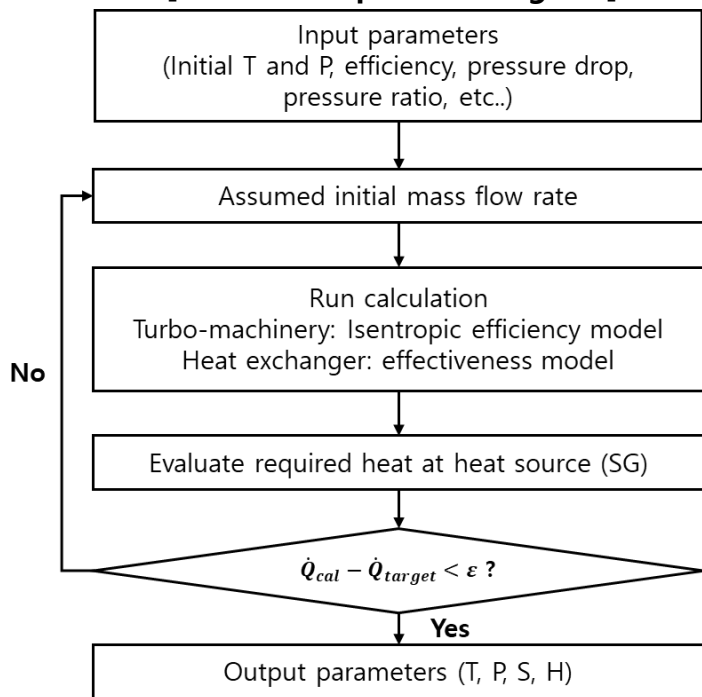 Input parameters
(Initial T and P, efficiency, pressure drop,
pressure ratio, etc..)
Assumed initial mass flow rate
Run calculation
Turbo-machinery: Isentropic efficiency model
Heat exchanger: effectiveness model
No
Evaluate required heat at heat source (SG)
Q̇cal − Q̇target < ε ?
Yes
Output parameters (T, P, S, H)